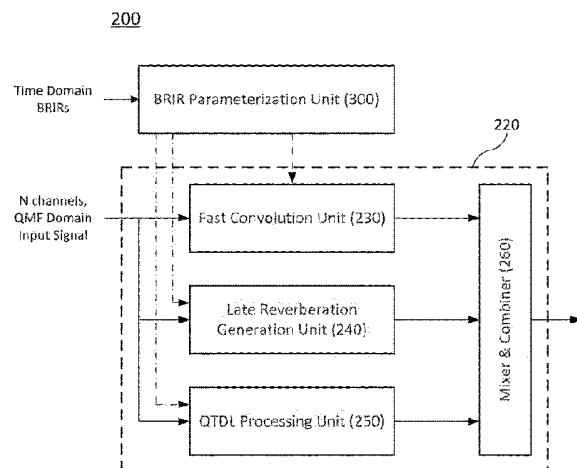 200
Time Domain
BRIRs
BRIR Parameterization Unit (300)
220
N channels,
QMF Domain
Input Signal
Fast Convolution Unit (230)
Late Reverberation
Generation Unit (240)
QTDL Processing Unit (250)
Mixer & Combiner (260)